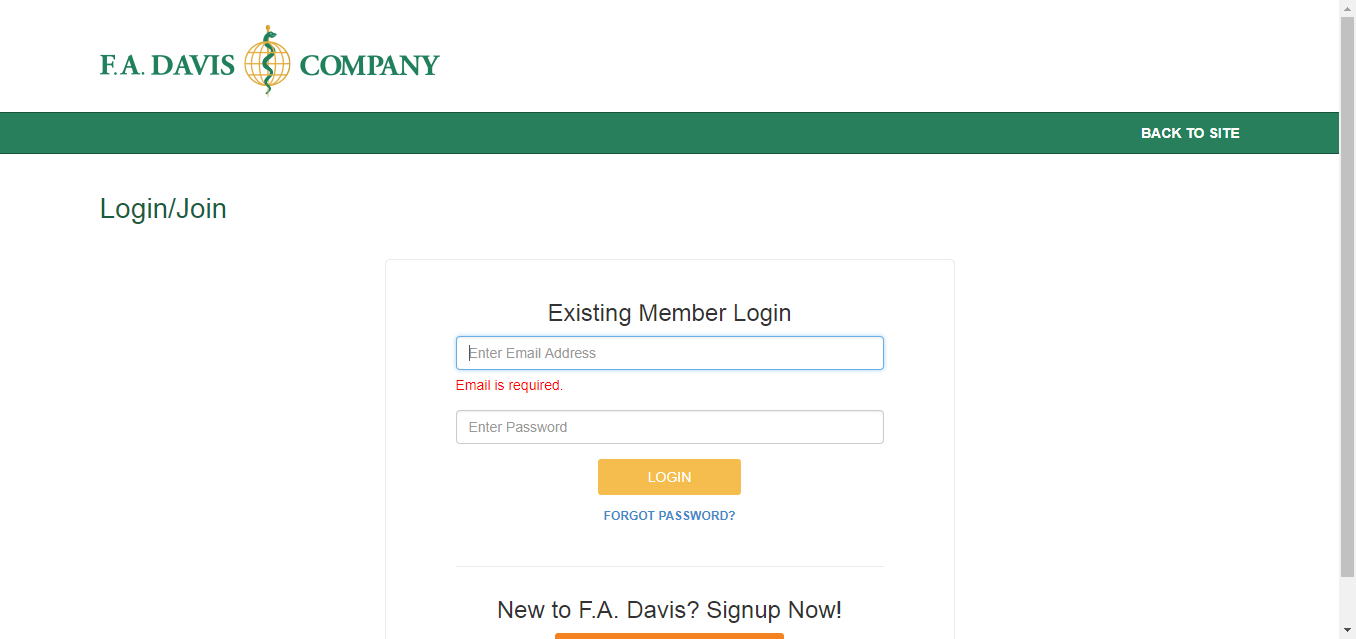 F.A. DAVIS COMPANY
BACK TO SITE
Login/Join
Existing Member Login
Enter Email Address
Email is required.
Enter Password
LOGIN
FORGOT PASSWORD?
New to F.A. Davis? Signup Now!